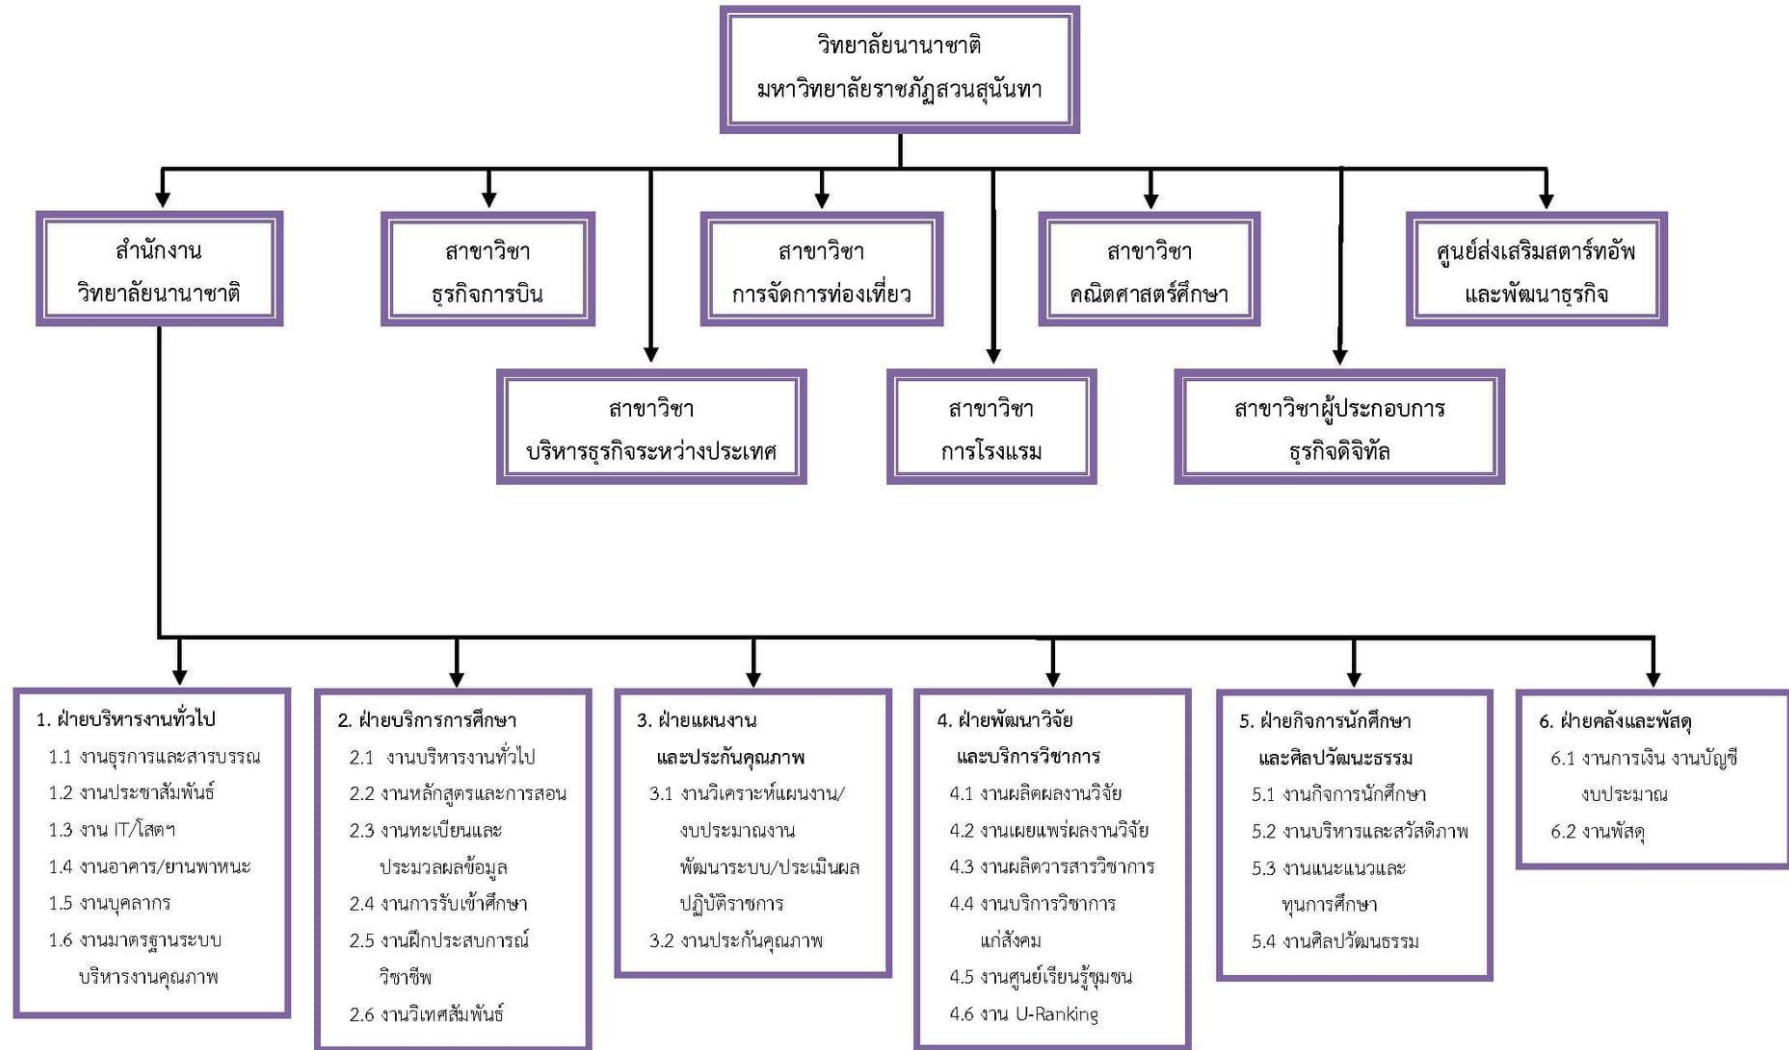 วิทยาลัยนานาชาติ
มหาวิทยาลัยราชภัฏสวนสุนันทา
สำนักงาน
วิทยาลัยนานาชาติ
สาขาวิชา
ธุรกิจการบิน
สาขาวิชา
การจัดการท่องเที่ยว
สาขาวิชา
คณิตศาสตร์ศึกษา
ศูนย์ส่งเสริมสตาร์ทอัพ
และพัฒนาธุรกิจ
สาขาวิชา
บริหารธุรกิจระหว่างประเทศ
สาขาวิชา
การโรงแรม
สาขาวิชาผู้ประกอบการ
ธุรกิจดิจิทัล
1. ฝ่ายบริหารงานทั่วไป
1.1 งานธุรการและสารบรรณ
1.2 งานประชาสัมพันธ์
1.3 งาน IT/โสตฯ
1.4 งานอาคาร/ยานพาหนะ
1.5 งานบุคลากร
1.6 งานมาตรฐานระบบ
บริหารงานคุณภาพ
2. ฝ่ายบริการการศึกษา
2.1 งานบริหารงานทั่วไป
2.2 งานหลักสูตรและการสอน
2.3 งานทะเบียนและ
ประมวลผลข้อมูล
2.4 งานการรับเข้าศึกษา
2.5 งานฝึกประสบการณ์
วิชาชีพ
2.6 งานวิเทศสัมพันธ์
3. ฝ่ายแผนงาน
และประกันคุณภาพ
3.1 งานวิเคราะห์แผนงาน/
งบประมาณงาน
พัฒนาระบบ/ประเมินผล
ปฏิบัติราชการ
3.2 งานประกันคุณภาพ
4. ฝ่ายพัฒนาวิจัย
และบริการวิชาการ
4.1 งานผลิตผลงานวิจัย
4.2 งานเผยแพร่ผลงานวิจัย
4.3 งานผลิตวารสารวิชาการ
4.4 งานบริการวิชาการ
แก่สังคม
4.5 งานศูนย์เรียนรู้ชุมชน
4.6 งาน U-Ranking
5. ฝ่ายกิจการนักศึกษา
และศิลปวัฒนะธรรม
5.1 งานกิจการนักศึกษา
5.2 งานบริหารและสวัสดิภาพ
5.3 งานแนะแนวและ
ทุนการศึกษา
5.4 งานศิลปวัฒนธรรม
6. ฝ่ายคลังและพัสดุ
6.1 งานการเงิน งานบัญชี
งบประมาณ
6.2 งานพัสดุ